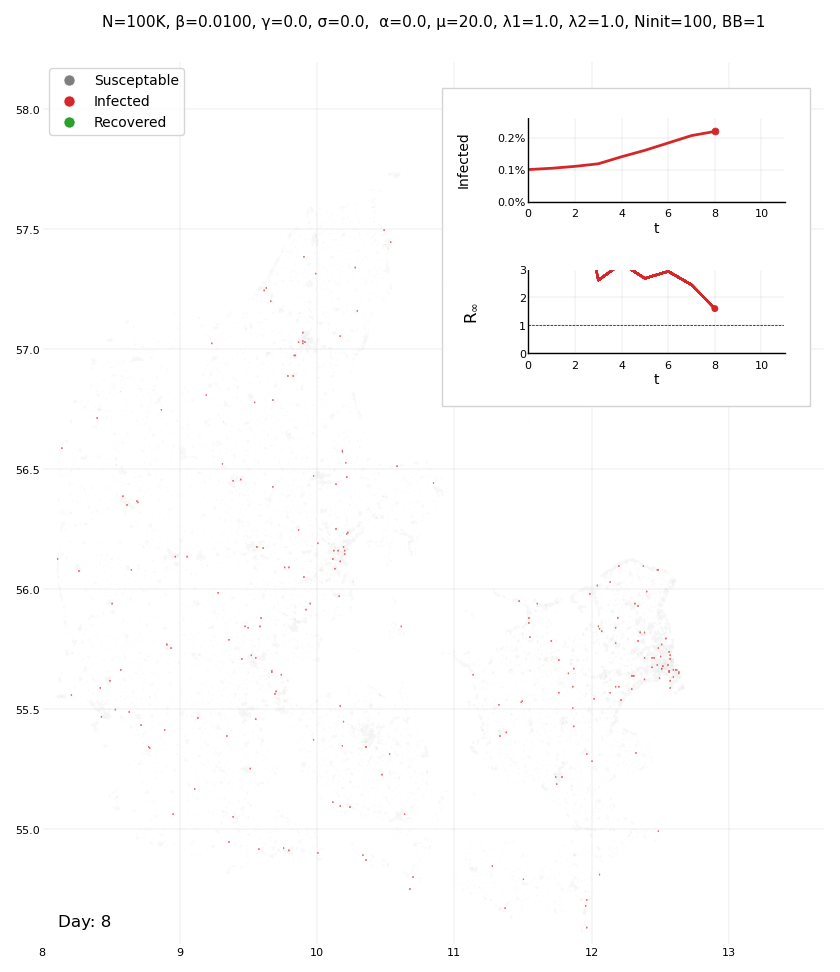 N=100K, β=0.0100, γ=0.0, σ=0.0,  α=0.0, μ=20.0, λ1=1.0, λ2=1.0, Ninit=100, BB=1
Susceptable
Infected
Recovered
Infected
0.2%
0.1%
0.0%
0 2 4 6 8 10
t
R∞
3
2
1
0
0 2 4 6 8 10
t
58.0
57.5
57.0
56.5
56.0
55.5
55.0
Day: 8
8 9 10 11 12 13